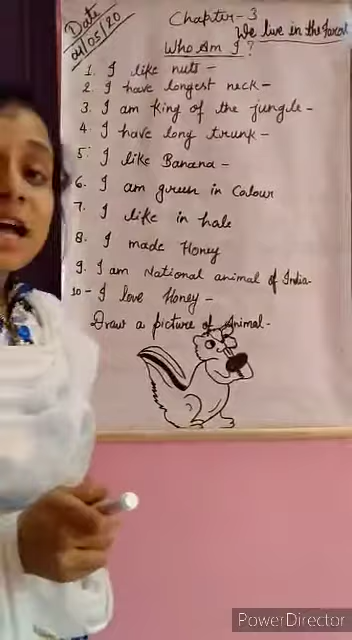 Date
04/05/20
Chapter-3
We live in the Forest
Who Am I ?
1. I like nuts -
2. I have longest neck -
3. I am King of the jungle -
4. I have long trunk -
5. I like Banana -
6. I am green in Colour
7. I like in hale
8. I made Honey
9. I am National animal of India-
10- I love Honey -
Draw a picture of Animal-
PowerDirector